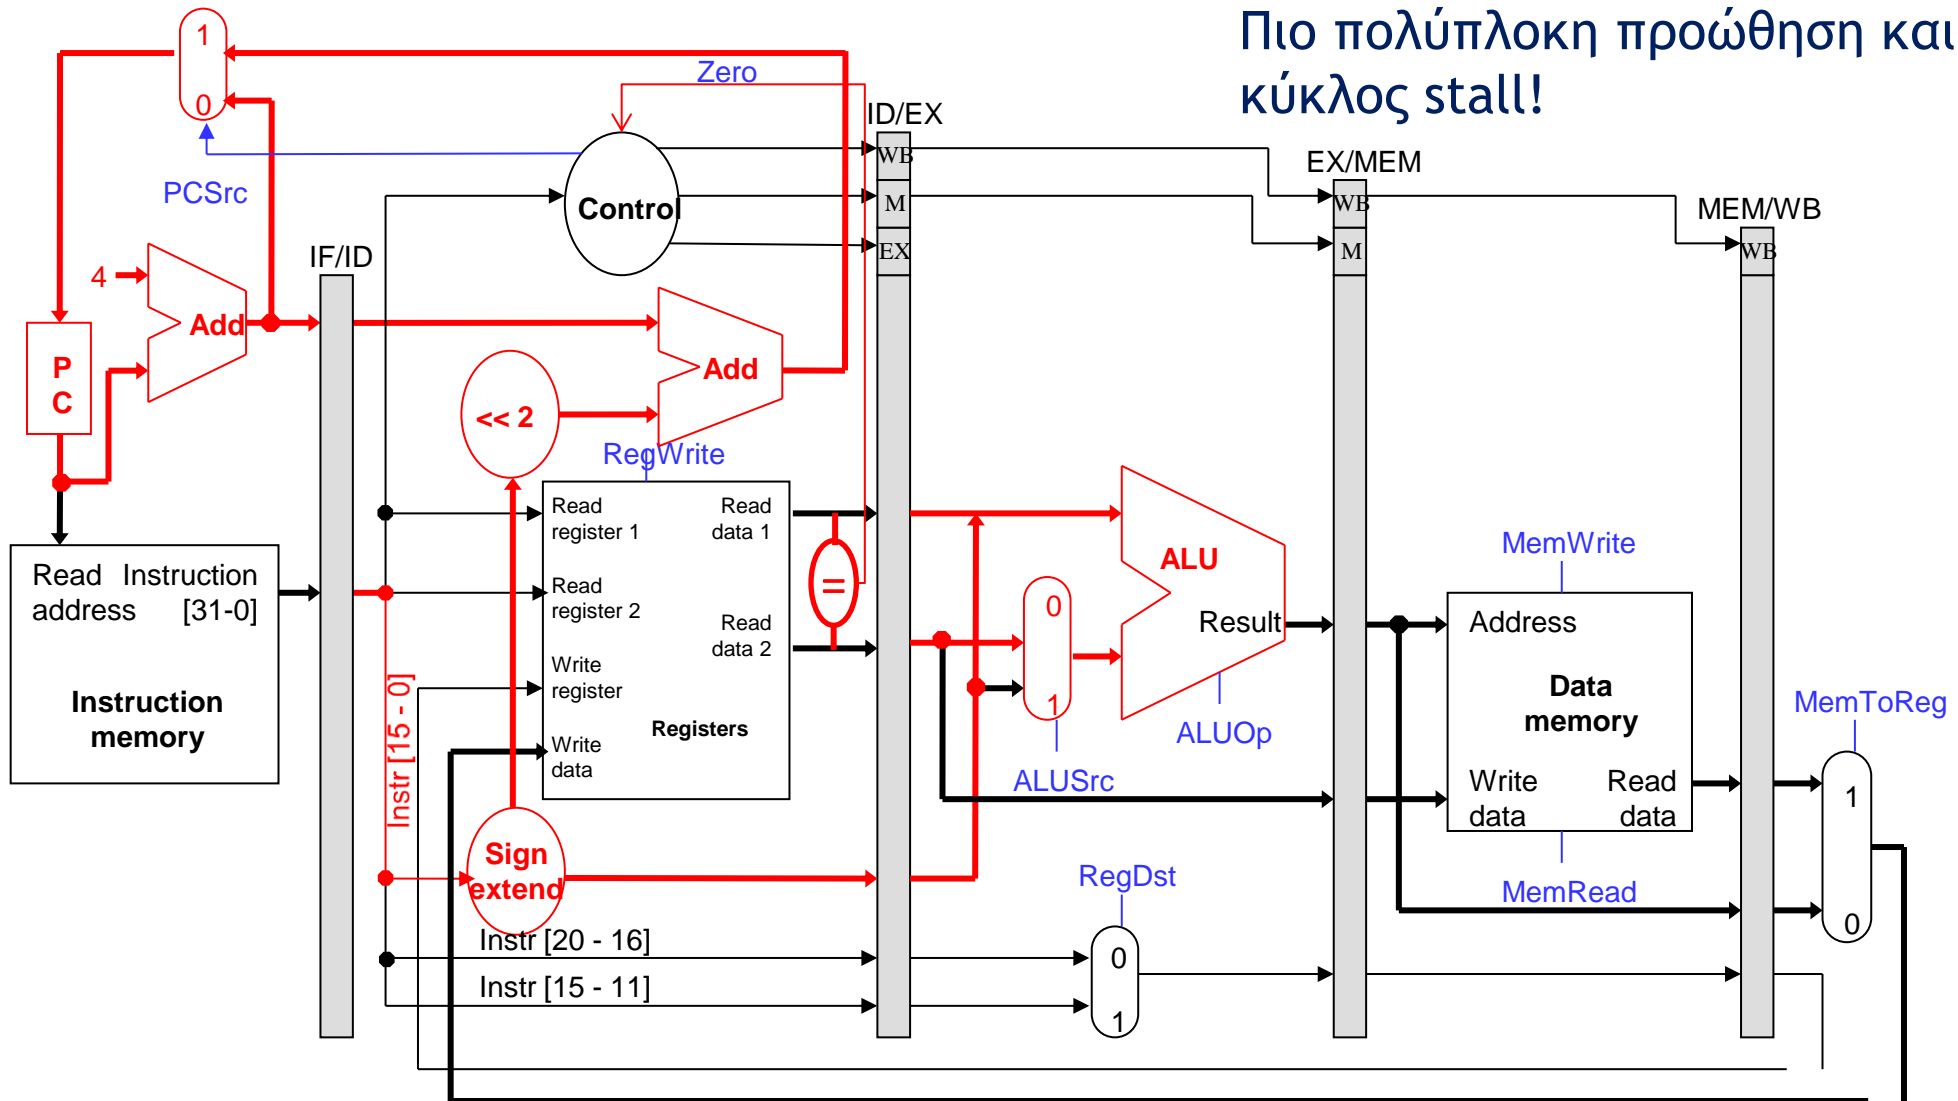 Πιο πολύπλοκη προώθηση και
κύκλος stall!
1
0
Zero
PCSrc
ID/EX
WB
M
EX
Control
EX/MEM
WB
M
MEM/WB
WB
IF/ID
4
Add
P
C
Add
<< 2
RegWrite
Read
register 1
Read
data 1
Read
register 2
Read
data 2
Write
register
Write
data
Registers
=
Read Instruction
address [31-0]
Instruction
memory
Instr [15 - 0]
Sign
extend
Instr [20 - 16]
Instr [15 - 11]
0
1
ALUSrc
ALU
Result
ALUOp
RegDst
0
1
MemWrite
Address
Data
memory
Write
data
Read
data
MemRead
MemToReg
1
0